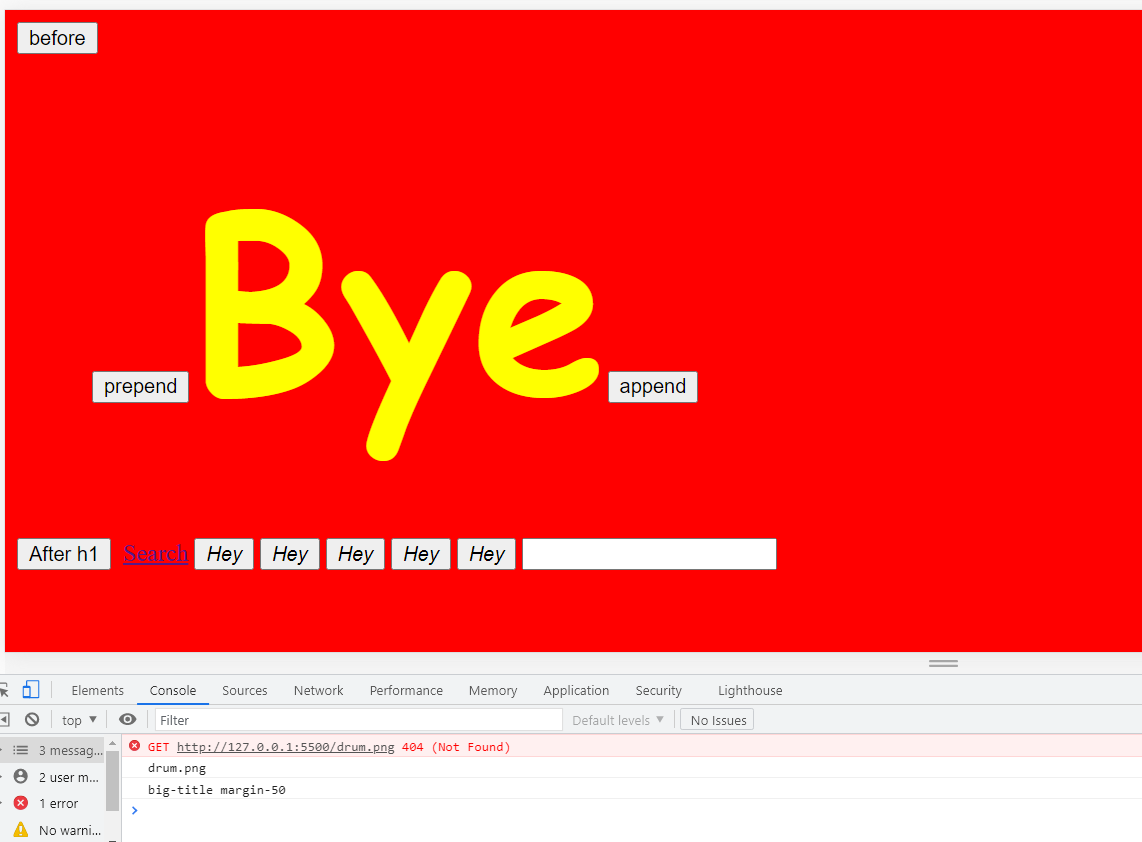 before
prepend Bye append
After h1 Search Hey Hey Hey Hey Hey
Elements Console Sources Network Performance Memory Application Security Lighthouse
top ▼ Filter Default levels ▼ No Issues
3 messag...
GET http://127.0.0.1:5500/drum.png 404 (Not Found)
2 user m...
drum.png
1 error
big-title margin-50
No warni...